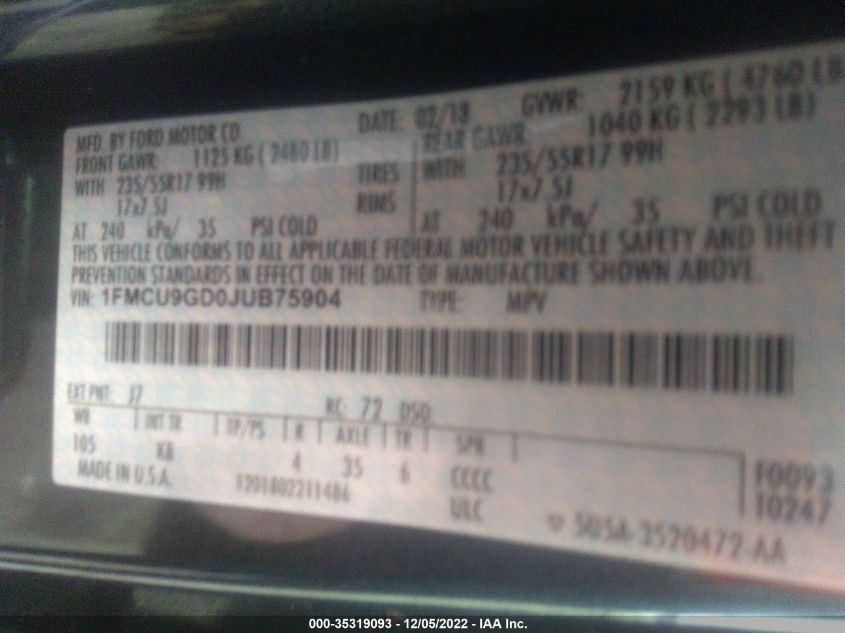 MFD. BY FORD MOTOR CO DATE: 02/18 GVWR: 2159 KG ( 4760 LB
FRONT GAWR: 1125 KG ( 2480 LB) REAR GAWR: 1040 KG ( 2293 LB)
WITH 235/55R17 99H TIRES WITH 235/55R17 99H
17x7.5J RIMS 17x7.5J
AT 240 kPa/ 35 PSI COLD AT 240 kPa/ 35 PSI COLD
THIS VEHICLE CONFORMS TO ALL APPLICABLE FEDERAL MOTOR VEHICLE SAFETY AND THEFT
PREVENTION STANDARDS IN EFFECT ON THE DATE OF MANUFACTURE SHOWN ABOVE.
VIN: 1FMCU9GD0JUB75904 TYPE: MPV
EXT PNT: J7 RC: 72 DSO:
WB INT TR TP/PS R AXLE TR SPR
105 KB 4 35 6 CCCC F0093
MADE IN U.S.A. 1201802211486 ULC 10247
5U5A-3520472-AA
000-35319093 - 12/05/2022 - IAA Inc.